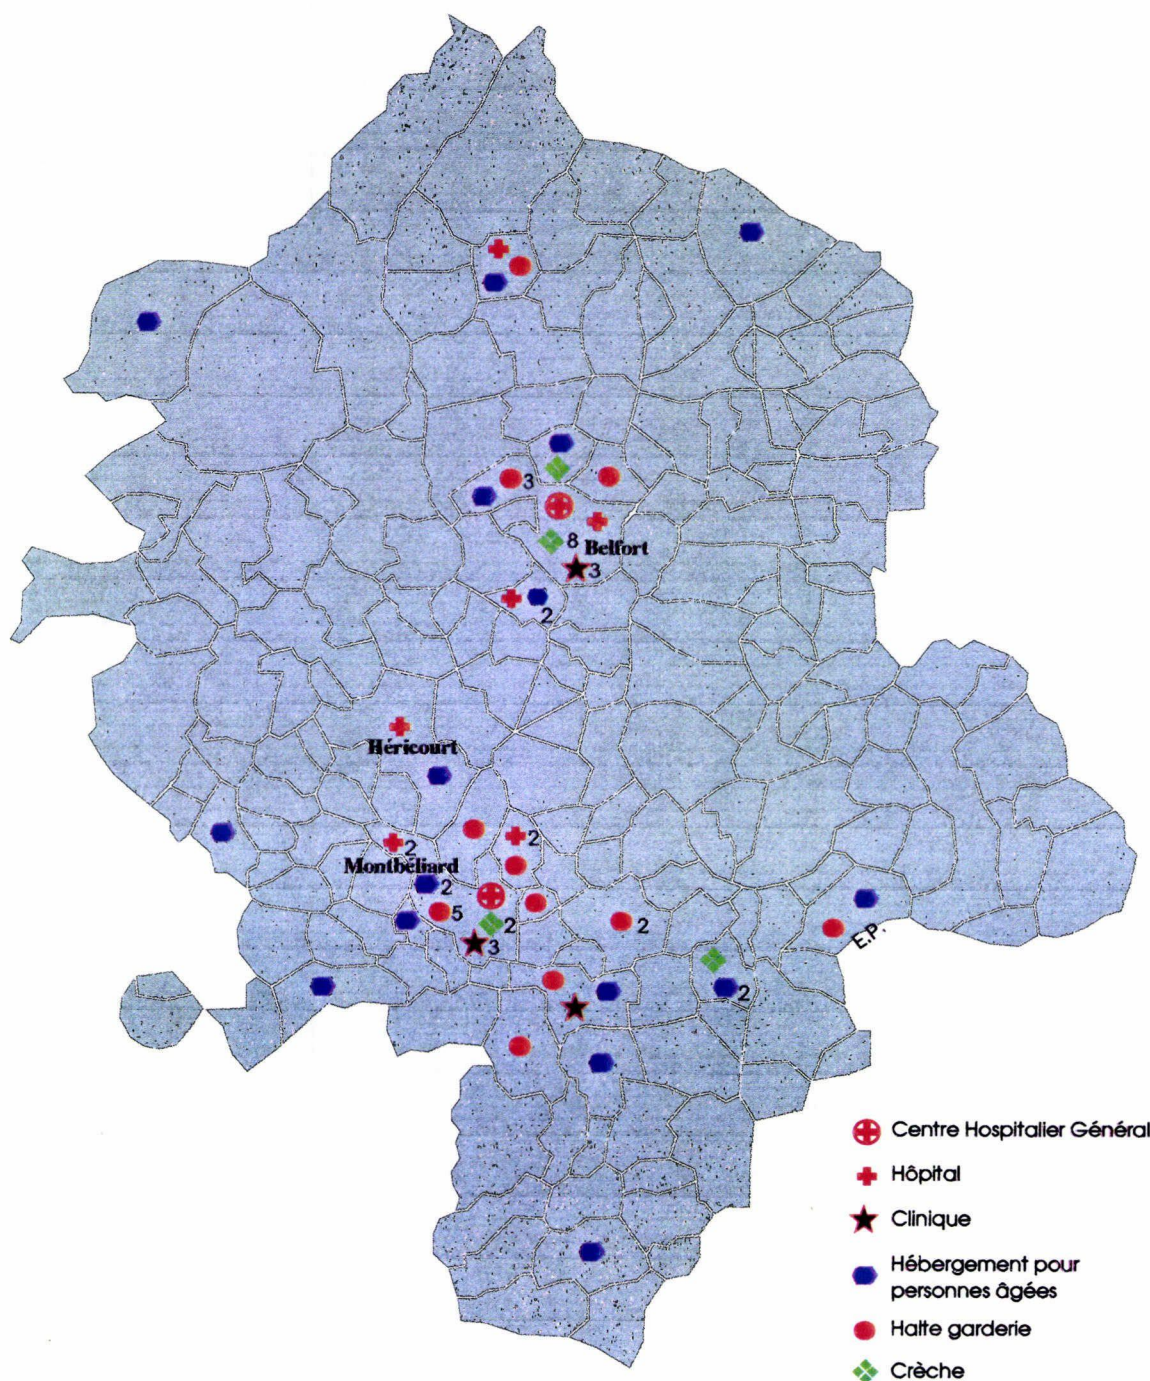 3
8
Belfort
3
2
Héricourt
2
2
Montbéliard
2
5
2
2
E.P.
3
2
Centre Hospitalier Général
Hôpital
Clinique
Hébergement pour
personnes âgées
Halte garderie
Crèche